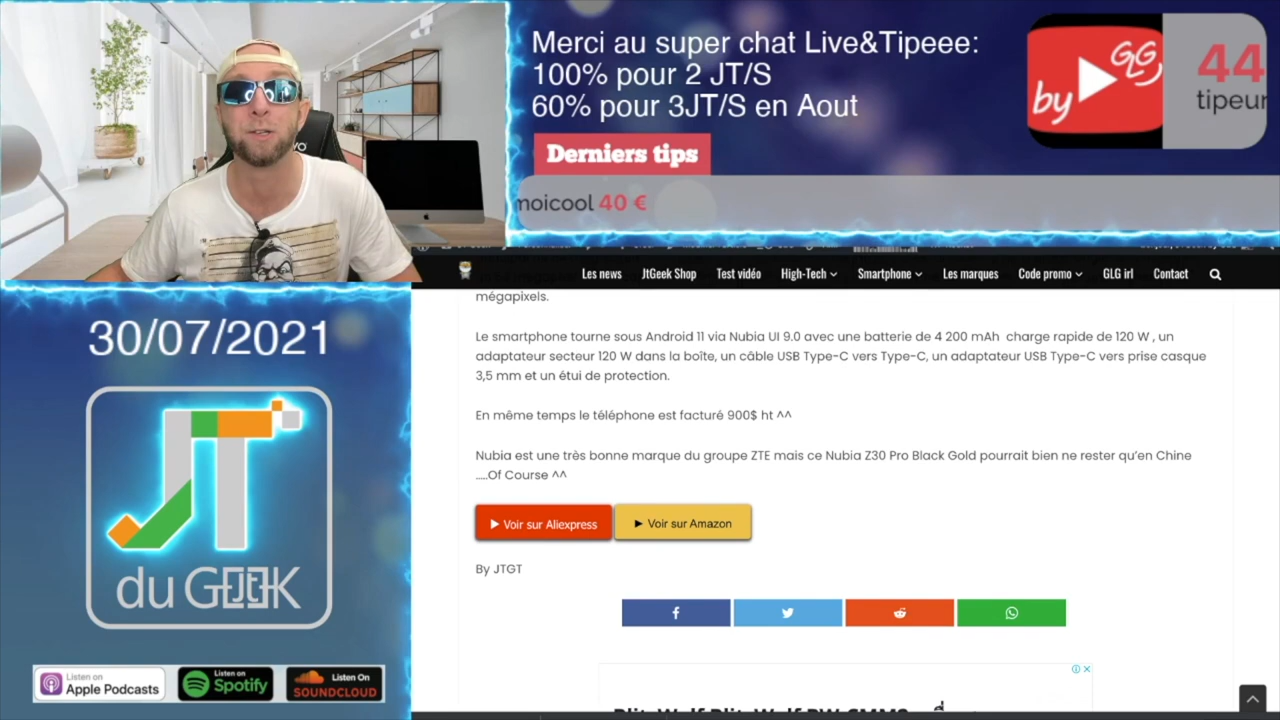 Merci au super chat Live&Tipeee:
100% pour 2 JT/S
60% pour 3JT/S en Aout
Derniers tips
moicool 40 €
by GLG
44
tipeur
Les news JtGeek Shop Test vidéo High-Tech Smartphone Les marques Code promo GLG irl Contact
mégapixels.
30/07/2021
Le smartphone tourne sous Android 11 via Nubia UI 9.0 avec une batterie de 4 200 mAh charge rapide de 120 W , un
adaptateur secteur 120 W dans la boîte, un câble USB Type-C vers Type-C, un adaptateur USB Type-C vers prise casque
3,5 mm et un étui de protection.
En même temps le téléphone est facturé 900$ ht ^^
Nubia est une très bonne marque du groupe ZTE mais ce Nubia Z30 Pro Black Gold pourrait bien ne rester qu'en Chine
.....Of Course ^^
Voir sur Aliexpress Voir sur Amazon
By JTGT
JT
du GEEK
Listen on Apple Podcasts
Listen on Spotify
Listen On SOUNDCLOUD